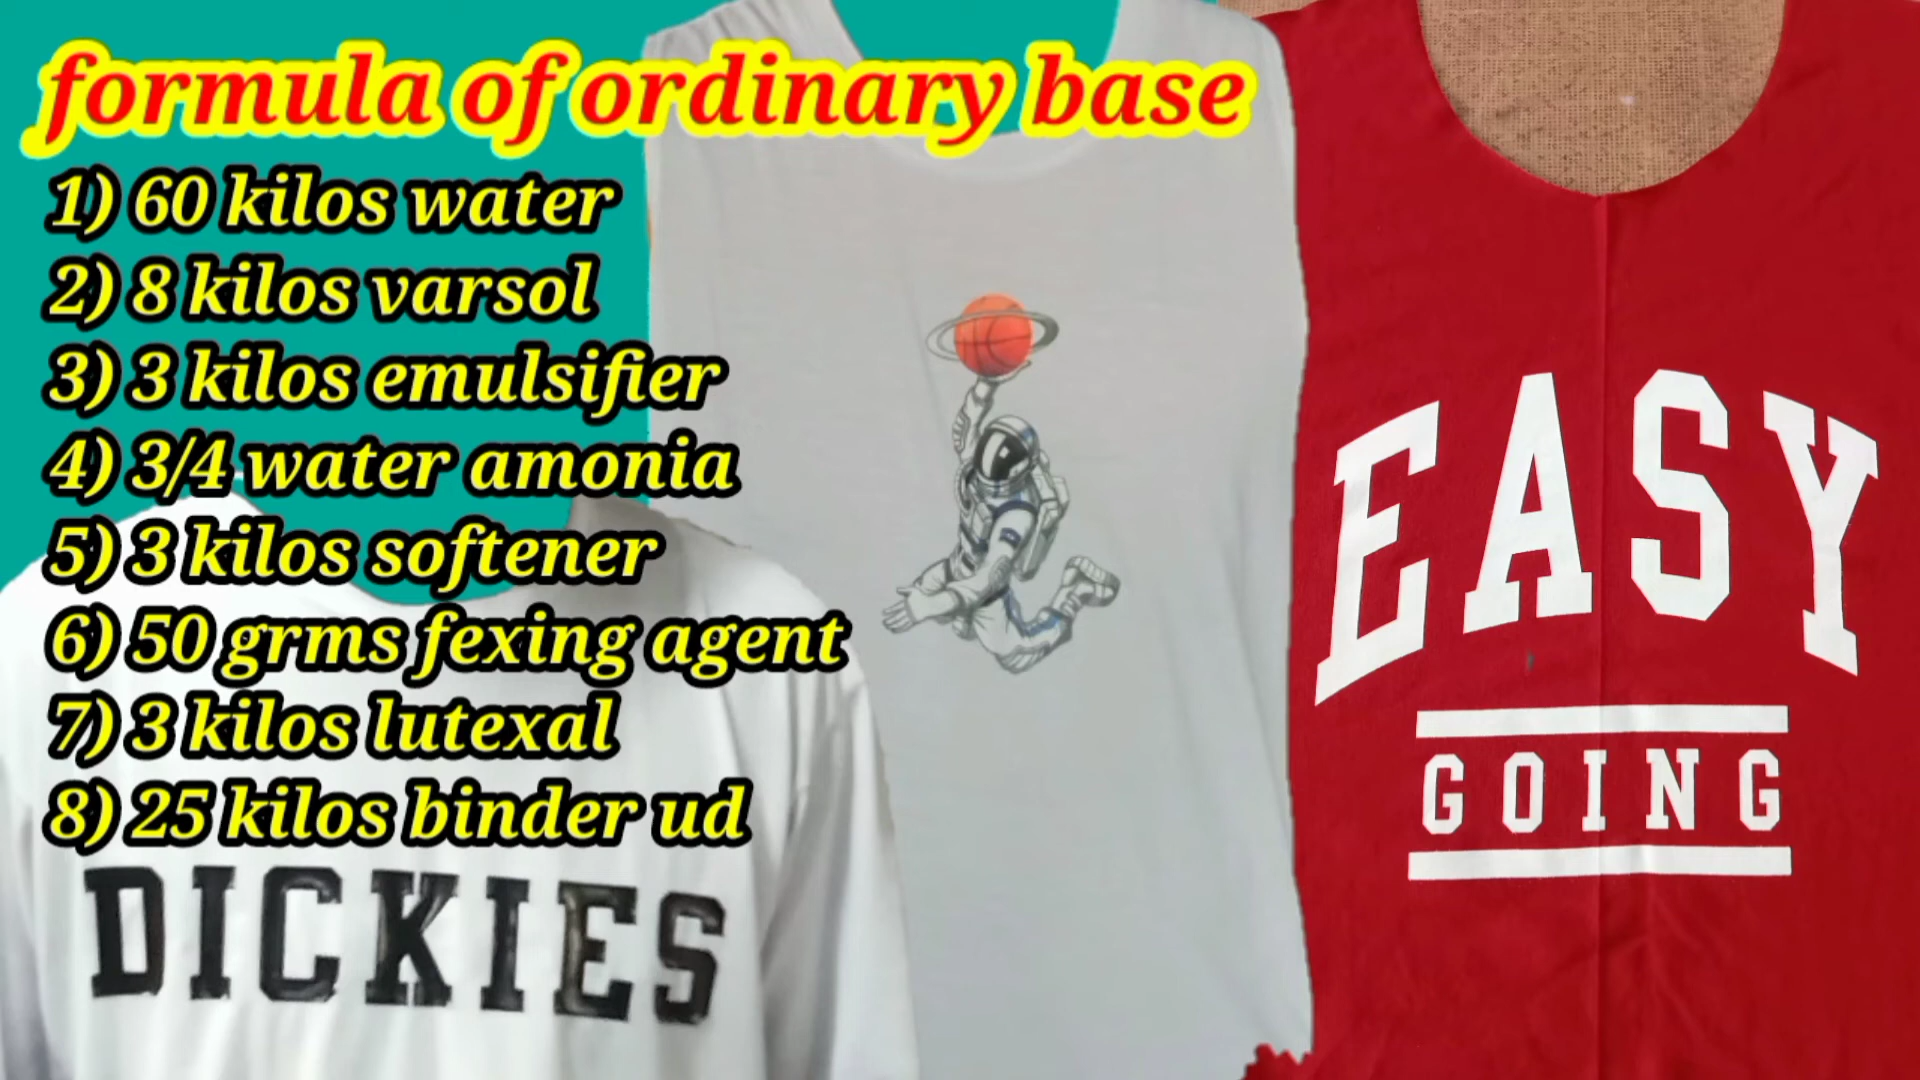 formula of ordinary base
1) 60 kilos water
2) 8 kilos varsol
3) 3 kilos emulsifier
4) 3/4 water amonia
5) 3 kilos softener
6) 50 grms fexing agent
7) 3 kilos lutexal
8) 25 kilos binder ud
DICKIES
EASY
GOING